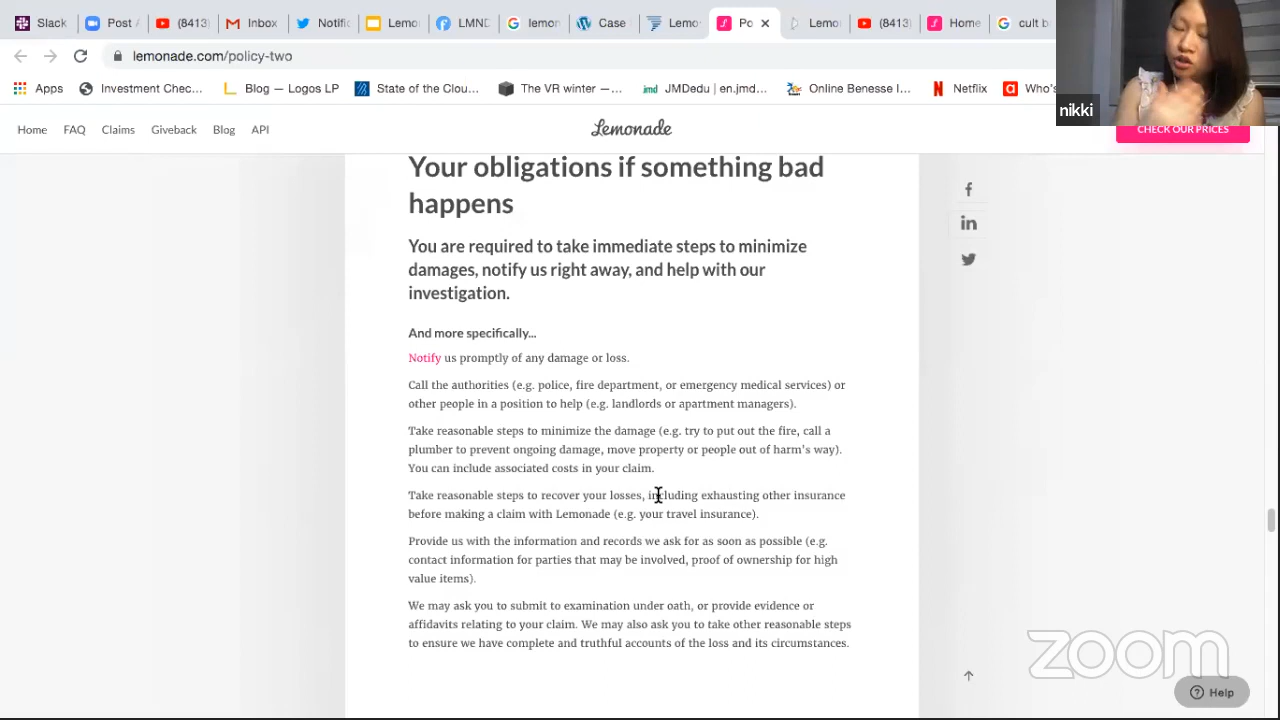 Slack
Post /
(8413)
Inbox
Notific
Lemo
LMND
lemon
Case
Lemo
Po
Lemo
(8413)
Home
cult b
lemonade.com/policy-two
Apps
Investment Chec...
Blog — Logos LP
State of the Clou...
The VR winter —...
JMDedu | en.jmd...
Online Benesse I...
Netflix
Who's
nikki
Home
FAQ
Claims
Giveback
Blog
API
Lemonade
CHECK OUR PRICES
Your obligations if something bad
happens
You are required to take immediate steps to minimize
damages, notify us right away, and help with our
investigation.
And more specifically...
Notify us promptly of any damage or loss.
Call the authorities (e.g. police, fire department, or emergency medical services) or
other people in a position to help (e.g. landlords or apartment managers).
Take reasonable steps to minimize the damage (e.g. try to put out the fire, call a
plumber to prevent ongoing damage, move property or people out of harm's way).
You can include associated costs in your claim.
Take reasonable steps to recover your losses, including exhausting other insurance
before making a claim with Lemonade (e.g. your travel insurance).
Provide us with the information and records we ask for as soon as possible (e.g.
contact information for parties that may be involved, proof of ownership for high
value items).
We may ask you to submit to examination under oath, or provide evidence or
affidavits relating to your claim. We may also ask you to take other reasonable steps
to ensure we have complete and truthful accounts of the loss and its circumstances.
zoom
Help